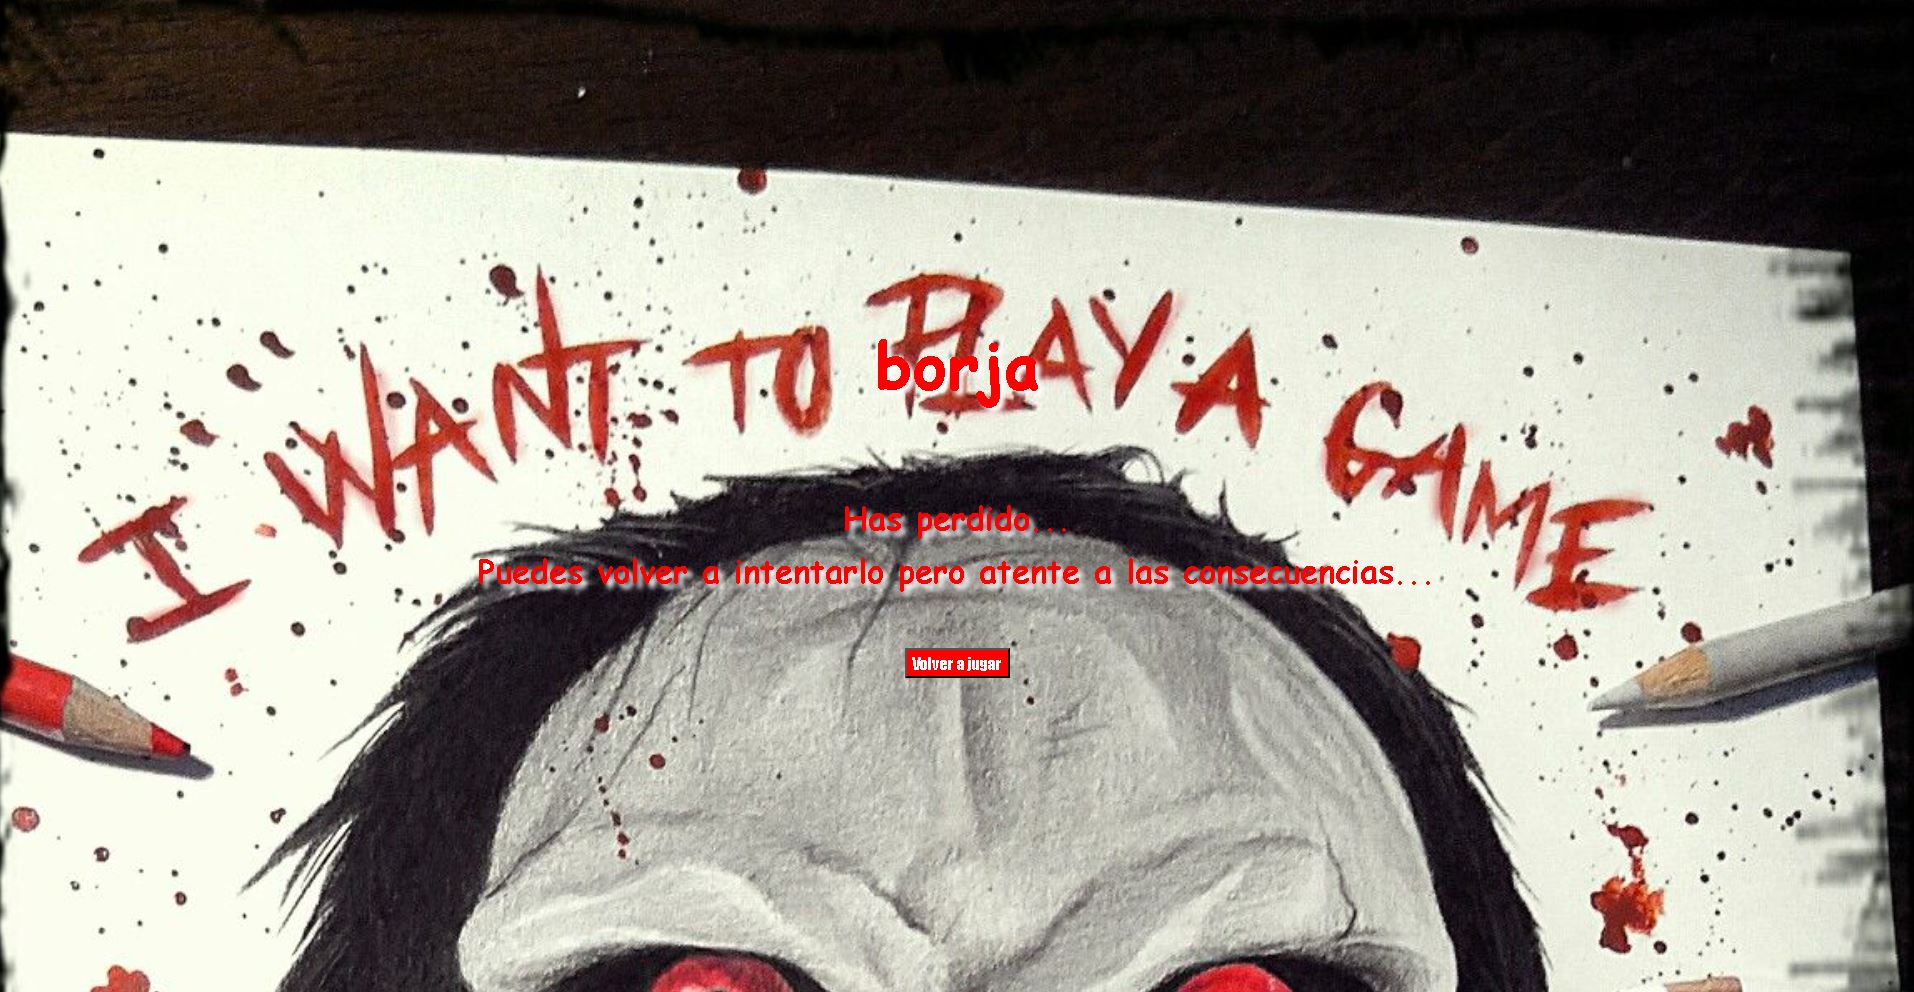 I WANT TO PLAY A GAME
borja
Has perdido...
Puedes volver a intentarlo pero atente a las consecuencias...
Volver a jugar